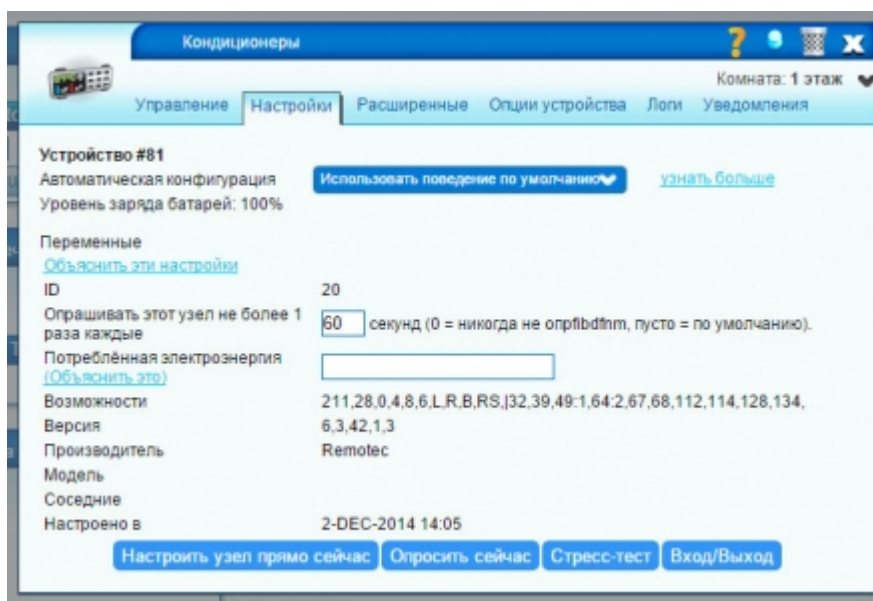 Кондиционеры
Комната: 1 этаж
Управление Настройки Расширенные Опции устройства Логи Уведомления
Устройство #81
Автоматическая конфигурация Использовать поведение по умолчанию узнать больше
Уровень заряда батарей: 100%
Переменные
Объяснить эти настройки
ID 20
Опрашивать этот узел не более 1
раза каждые 60 секунд (0 = никогда не опрfibdfnm, пусто = по умолчанию).
Потреблённая электроэнергия
(Объяснить это)
Возможности 211,28,0,4,8,6,L,R,B,RS,|32,39,49:1,64:2,67,68,112,114,128,134,
Версия 6,3,42,1,3
Производитель Remotec
Модель
Соседние
Настроено в 2-DEC-2014 14:05
Настроить узел прямо сейчас Опросить сейчас Стресс-тест Вход/Выход